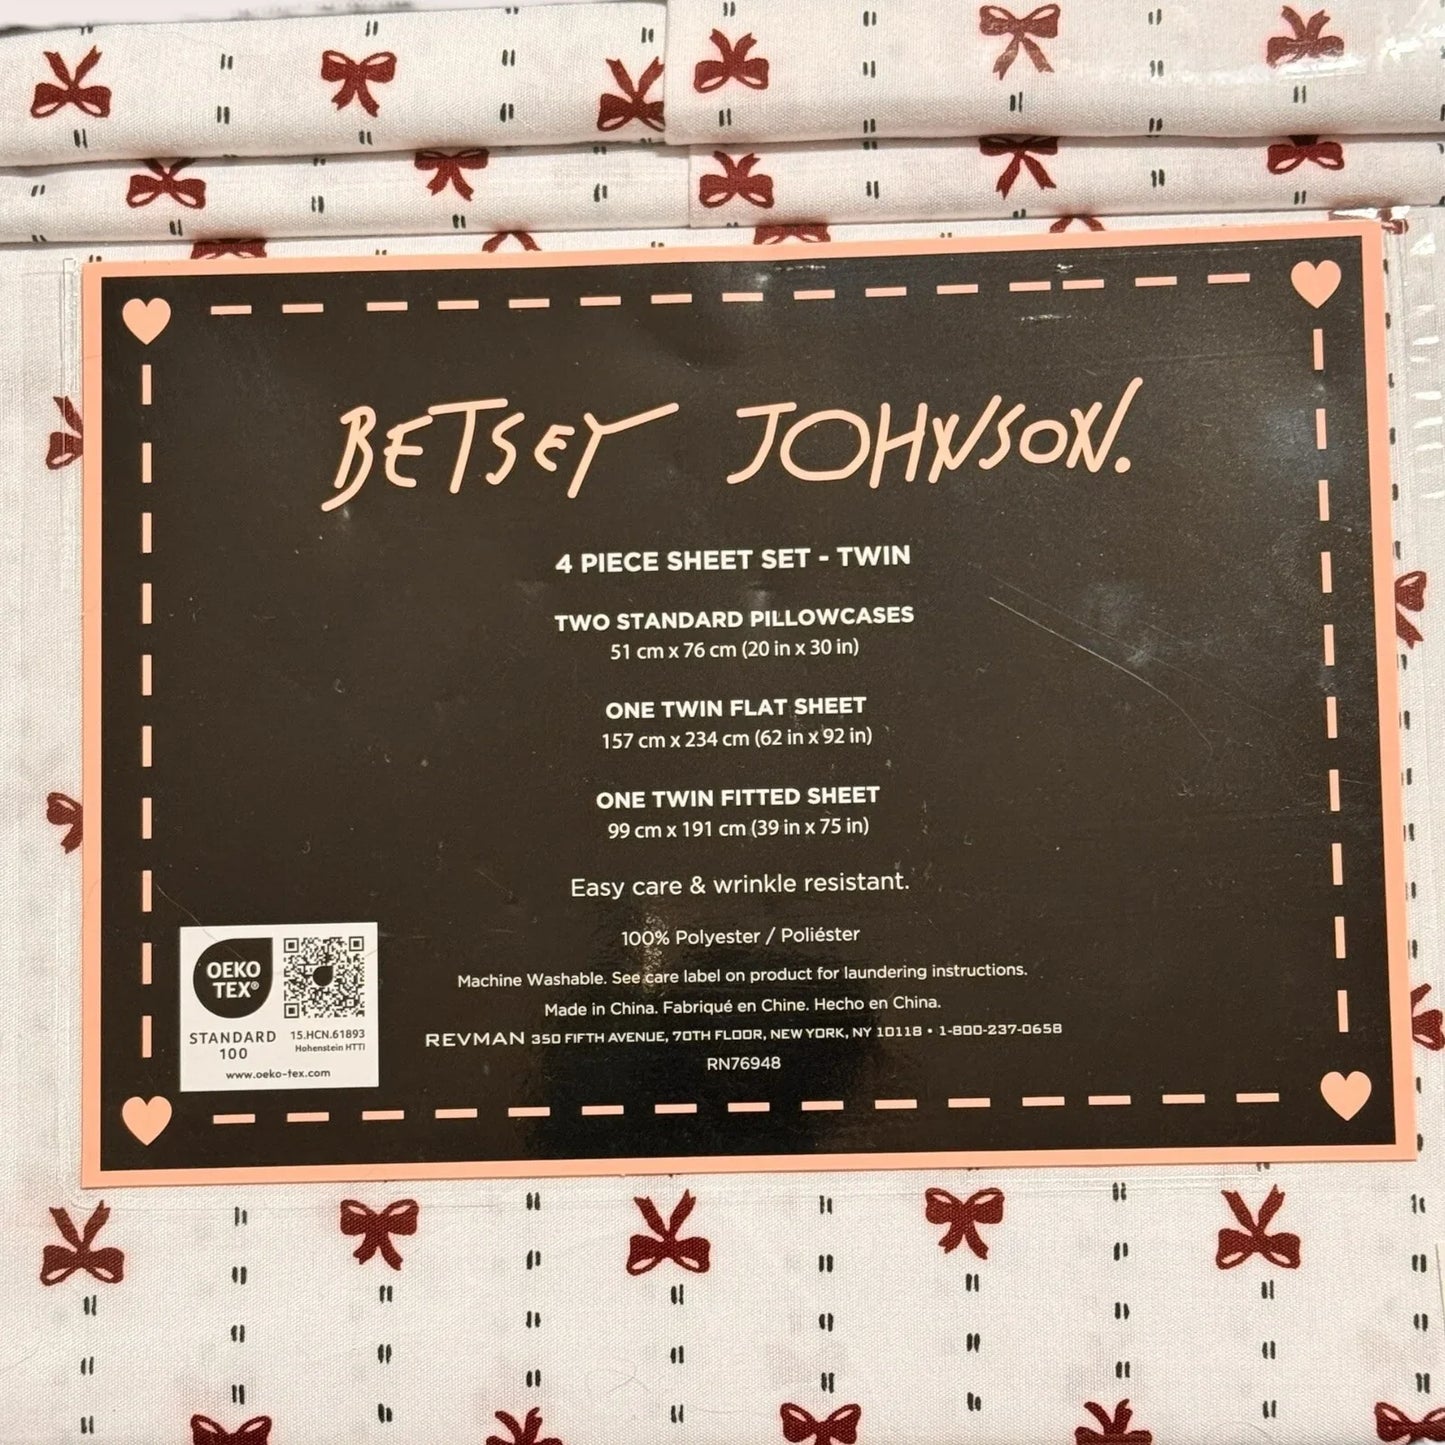 BETSEY JOHNSON.
4 PIECE SHEET SET - TWIN
TWO STANDARD PILLOWCASES
51 cm x 76 cm (20 in x 30 in)
ONE TWIN FLAT SHEET
157 cm x 234 cm (62 in x 92 in)
ONE TWIN FITTED SHEET
99 cm x 191 cm (39 in x 75 in)
Easy care & wrinkle resistant.
100% Polyester / Poliéster
Machine Washable. See care label on product for laundering instructions.
Made in China. Fabriqué en Chine. Hecho en China.
REVMAN 350 FIFTH AVENUE, 70TH FLOOR, NEW YORK, NY 10118 • 1-800-237-0658
RN76948
OEKO
TEX®
STANDARD
100
15.HCN.61893
Hohenstein HTTI
www.oeko-tex.com